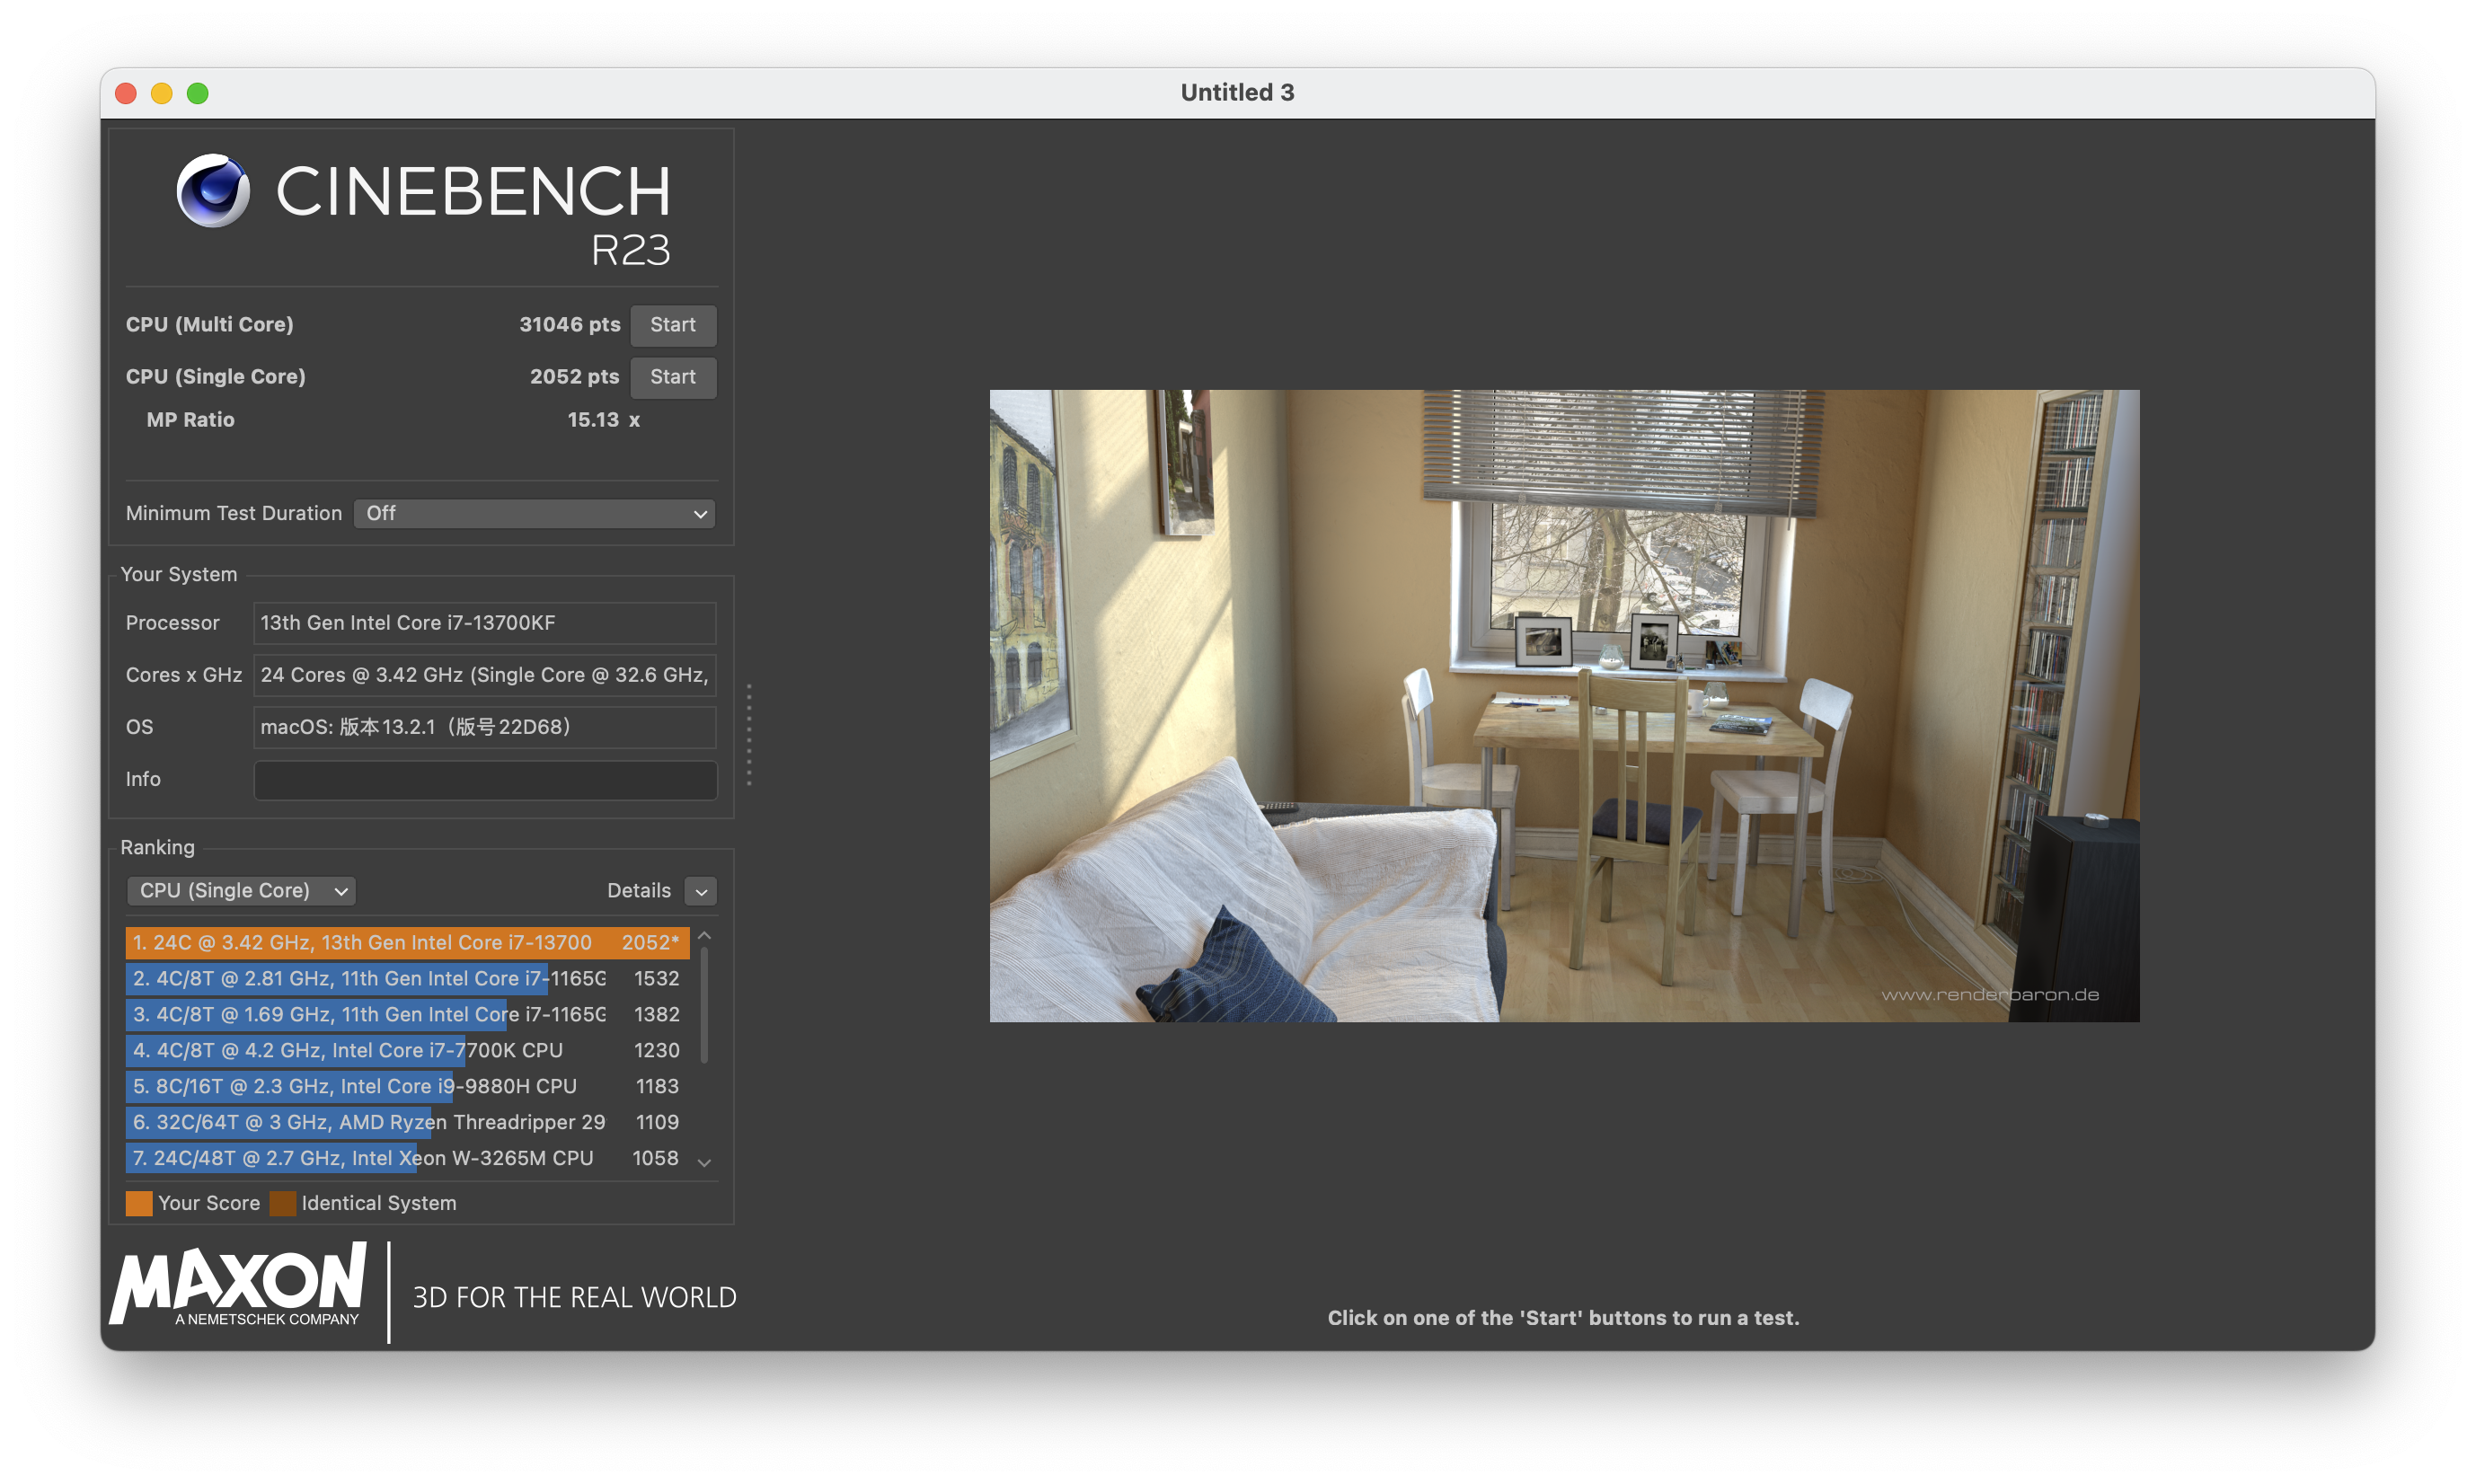 Untitled 3
CINEBENCH
R23
CPU (Multi Core) 31046 pts Start
CPU (Single Core) 2052 pts Start
MP Ratio 15.13 x
Minimum Test Duration Off
Your System
Processor 13th Gen Intel Core i7-13700KF
Cores x GHz 24 Cores @ 3.42 GHz (Single Core @ 32.6 GHz,
OS macOS: 版本13.2.1（版号22D68）
Info
Ranking
CPU (Single Core) Details
1. 24C @ 3.42 GHz, 13th Gen Intel Core i7-13700 2052*
2. 4C/8T @ 2.81 GHz, 11th Gen Intel Core i7-1165G 1532
3. 4C/8T @ 1.69 GHz, 11th Gen Intel Core i7-1165G 1382
4. 4C/8T @ 4.2 GHz, Intel Core i7-7700K CPU 1230
5. 8C/16T @ 2.3 GHz, Intel Core i9-9880H CPU 1183
6. 32C/64T @ 3 GHz, AMD Ryzen Threadripper 29 1109
7. 24C/48T @ 2.7 GHz, Intel Xeon W-3265M CPU 1058
Your Score Identical System
MAXON
A NEMETSCHEK COMPANY
3D FOR THE REAL WORLD
www.renderbaron.de
Click on one of the 'Start' buttons to run a test.